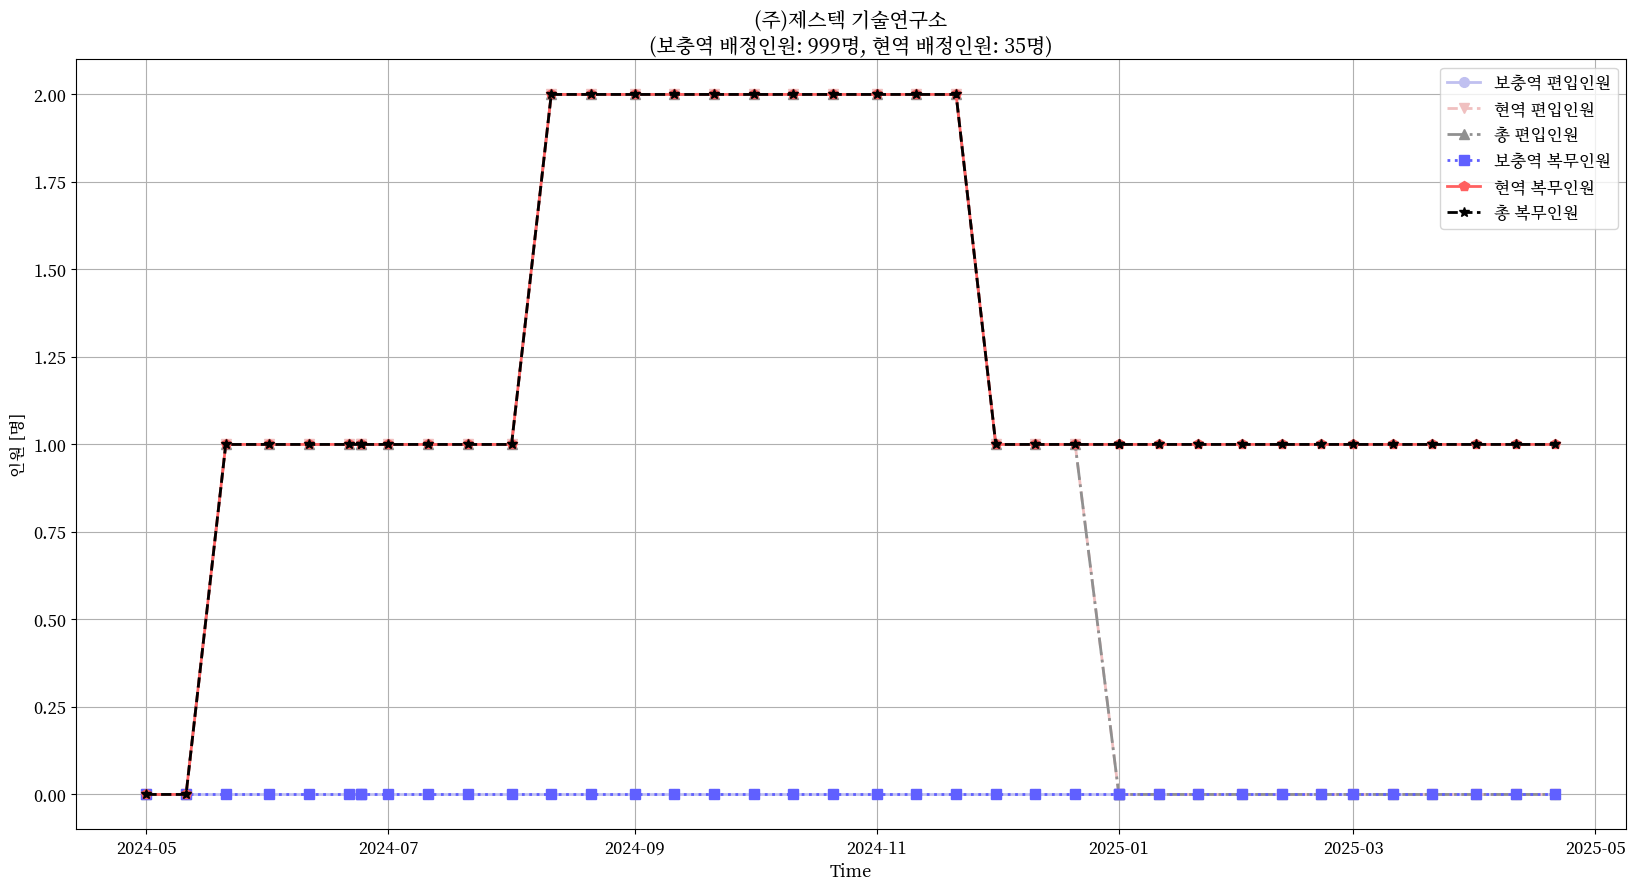 (주)제스텍 기술연구소
(보충역 배정인원: 999명, 현역 배정인원: 35명)
보충역 편입인원
현역 편입인원
총 편입인원
보충역 복무인원
현역 복무인원
총 복무인원
인원 [명]
2.00
1.75
1.50
1.25
1.00
0.75
0.50
0.25
0.00
2024-05
2024-07
2024-09
2024-11
2025-01
2025-03
2025-05
Time